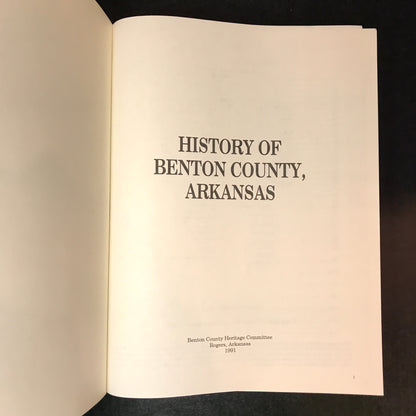 HISTORY OF
BENTON COUNTY,
ARKANSAS
Benton County Heritage Committee
Rogers, Arkansas
1991